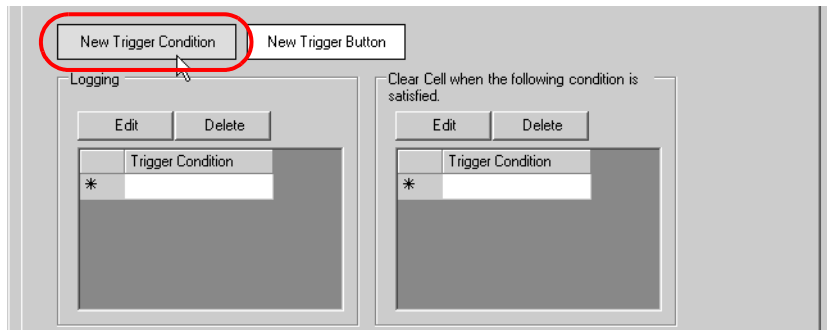 New Trigger Condition New Trigger Button
Logging
Edit Delete
Trigger Condition
*
Clear Cell when the following condition is
satisfied.
Edit Delete
Trigger Condition
*